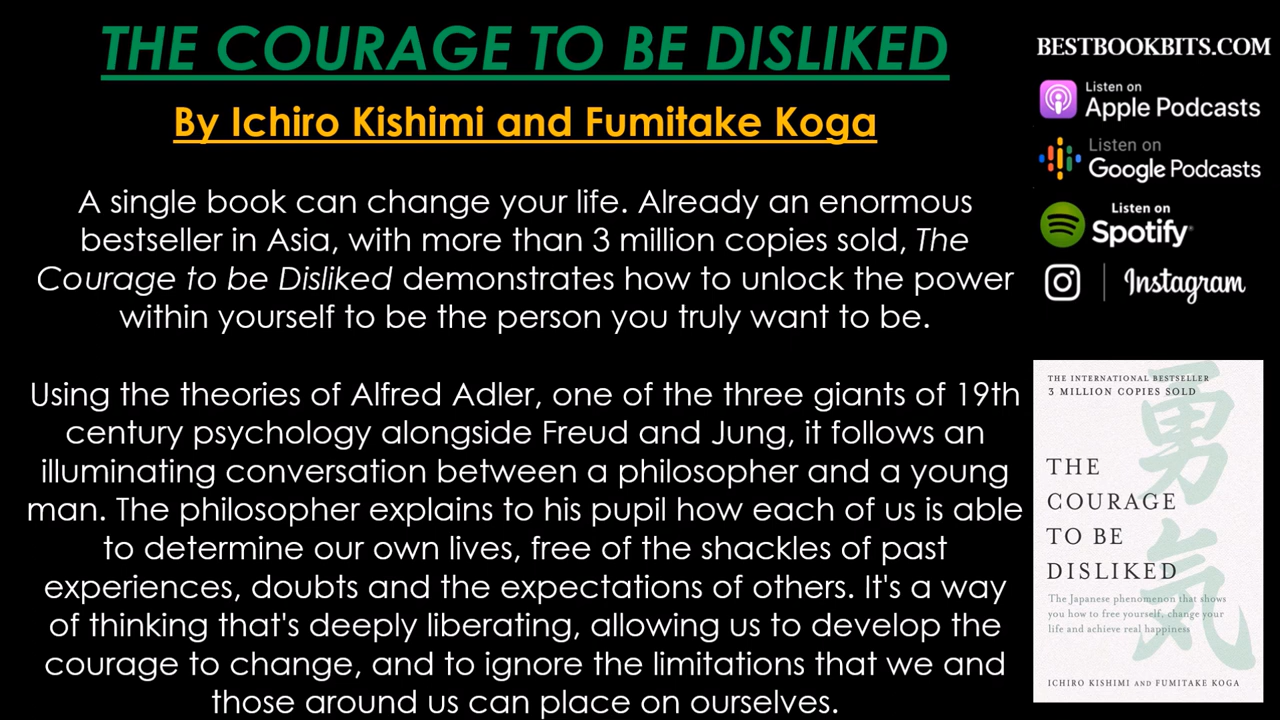 THE COURAGE TO BE DISLIKED
By Ichiro Kishimi and Fumitake Koga
A single book can change your life. Already an enormous
bestseller in Asia, with more than 3 million copies sold, The
Courage to be Disliked demonstrates how to unlock the power
within yourself to be the person you truly want to be.
Using the theories of Alfred Adler, one of the three giants of 19th
century psychology alongside Freud and Jung, it follows an
illuminating conversation between a philosopher and a young
man. The philosopher explains to his pupil how each of us is able
to determine our own lives, free of the shackles of past
experiences, doubts and the expectations of others. It's a way
of thinking that's deeply liberating, allowing us to develop the
courage to change, and to ignore the limitations that we and
those around us can place on ourselves.
BESTBOOKBITS.COM
Listen on
Apple Podcasts
Listen on
Google Podcasts
Listen on
Spotify
Instagram
THE INTERNATIONAL BESTSELLER
3 MILLION COPIES SOLD
勇
気
THE
COURAGE
TO BE
DISLIKED
The Japanese phenomenon that shows
you how to free yourself, change your
life and achieve real happiness
ICHIRO KISHIMI AND FUMITAKE KOGA